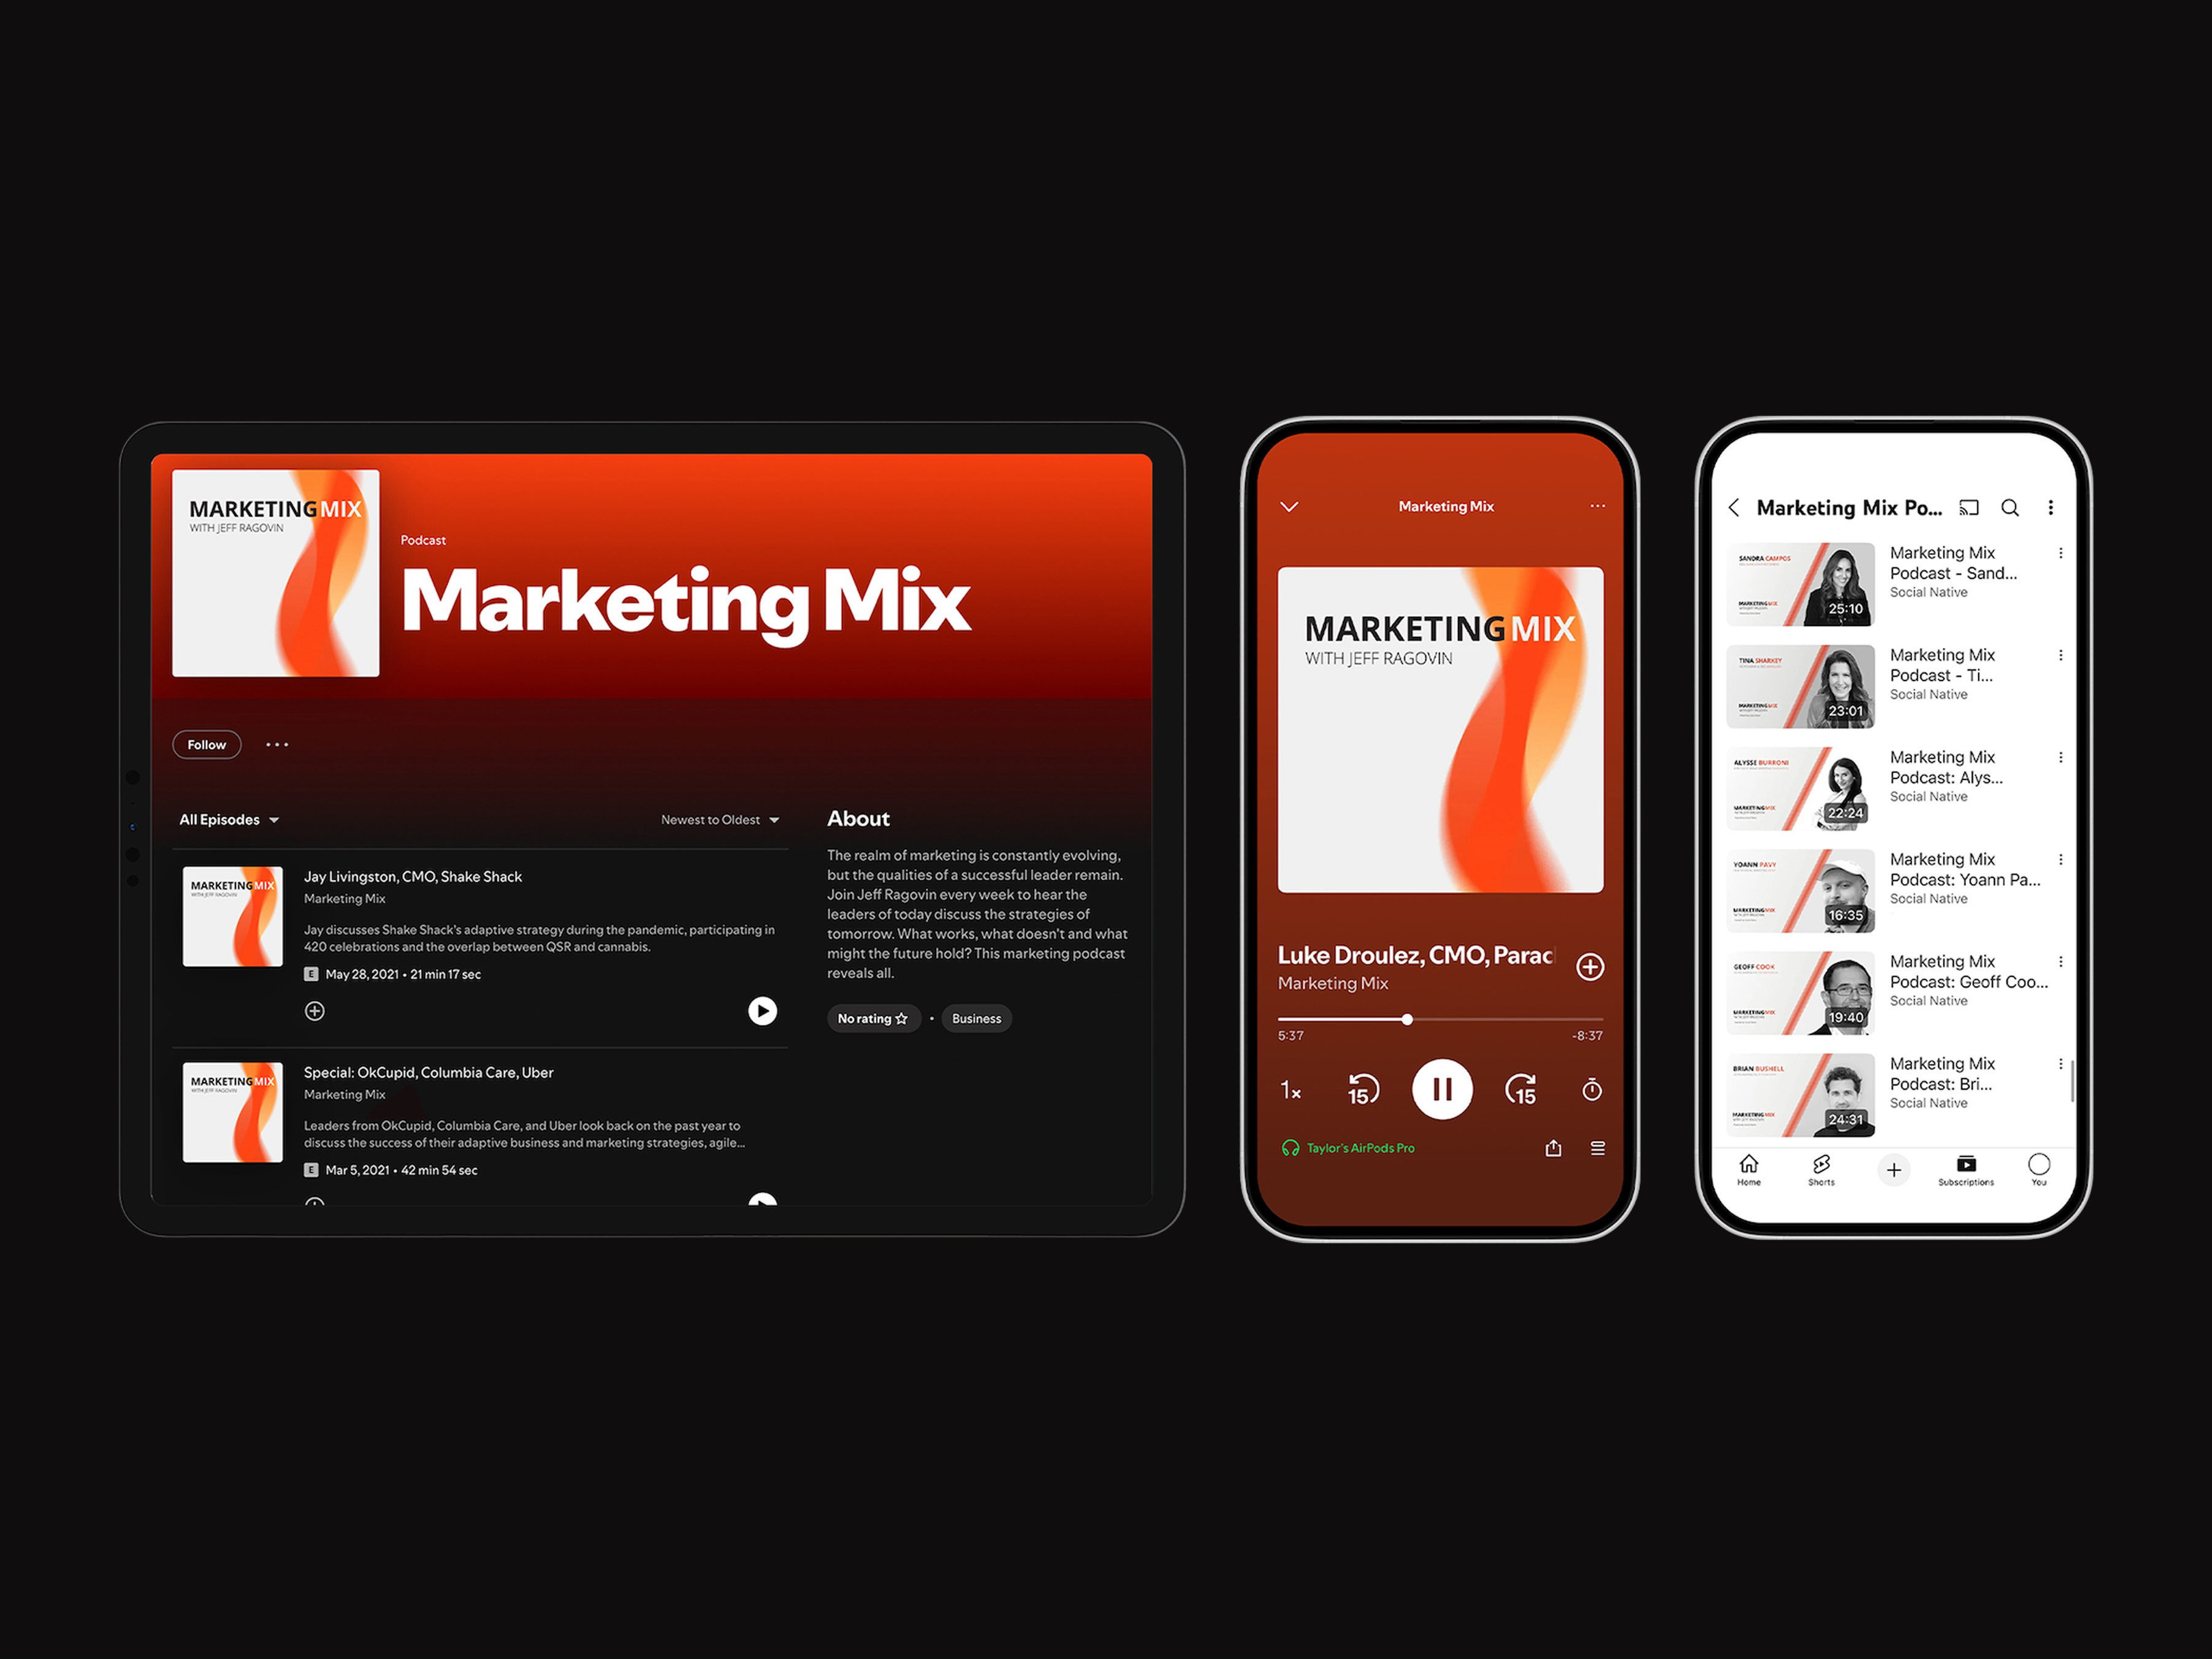 MARKETING MIX
WITH JEFF RAGOVIN
Podcast
Marketing Mix
Follow
All Episodes
Newest to Oldest
MARKETING MIX
Jay Livingston, CMO, Shake Shack
Marketing Mix
Jay discusses Shake Shack's adaptive strategy during the pandemic, participating in
420 celebrations and the overlap between QSR and cannabis.
E May 28, 2021 • 21 min 17 sec
MARKETING MIX
Special: OkCupid, Columbia Care, Uber
Marketing Mix
Leaders from OkCupid, Columbia Care, and Uber look back on the past year to
discuss the success of their adaptive business and marketing strategies, agile...
E Mar 5, 2021 • 42 min 54 sec
About
The realm of marketing is constantly evolving,
but the qualities of a successful leader remain.
Join Jeff Ragovin every week to hear the
leaders of today discuss the strategies of
tomorrow. What works, what doesn't and what
might the future hold? This marketing podcast
reveals all.
No rating • Business
Marketing Mix
MARKETING MIX
WITH JEFF RAGOVIN
Luke Droulez, CMO, Parac
Marketing Mix
5:37 -8:37
1x 15 15
Taylor's AirPods Pro
Marketing Mix Po...
SANDRA CAMPOS
MARKETING MIX
25:10
Marketing Mix
Podcast - Sand...
Social Native
TINA SHARKEY
MARKETING MIX
23:01
Marketing Mix
Podcast - Ti...
Social Native
ALYSSE BURRONI
MARKETING MIX
22:24
Marketing Mix
Podcast: Alys...
Social Native
YOANN PAVY
MARKETING MIX
16:35
Marketing Mix
Podcast: Yoann Pa...
Social Native
GEOFF COOK
MARKETING MIX
19:40
Marketing Mix
Podcast: Geoff Coo...
Social Native
BRIAN BUSHELL
MARKETING MIX
24:31
Marketing Mix
Podcast: Bri...
Social Native
Home Shorts Subscriptions You